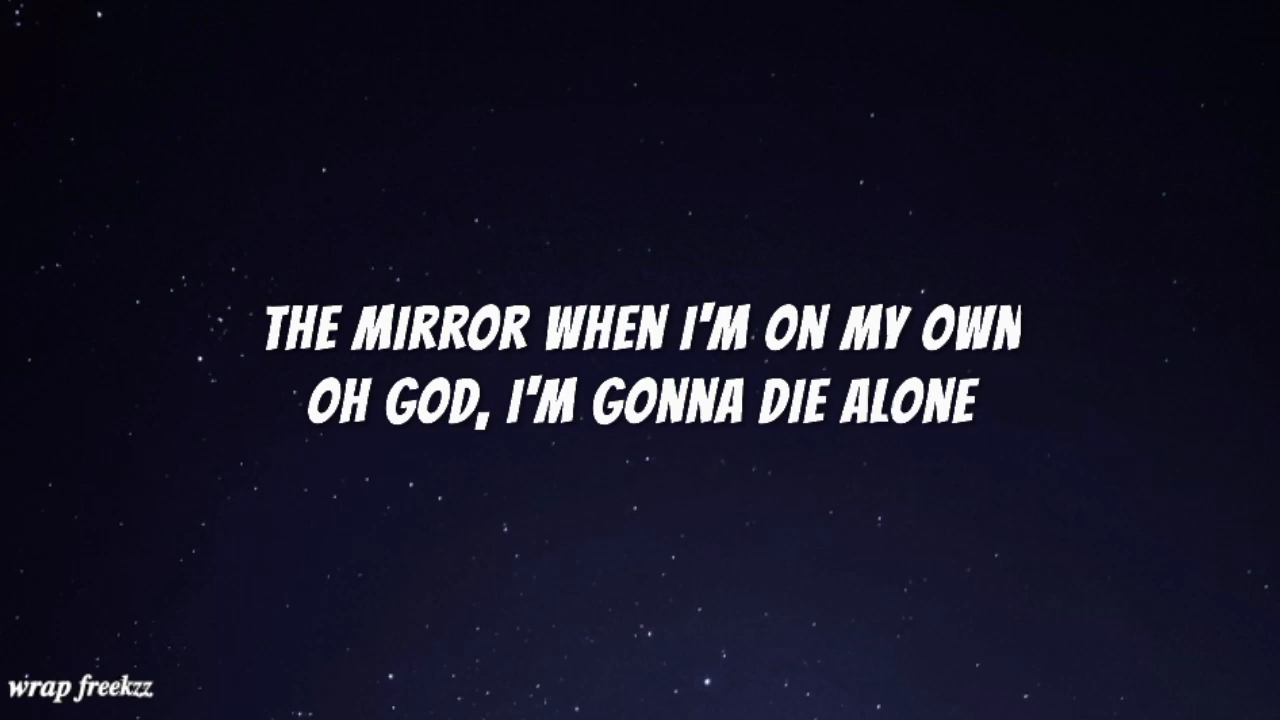 THE MIRROR WHEN I'M ON MY OWN
OH GOD, I'M GONNA DIE ALONE
wrap freekzz